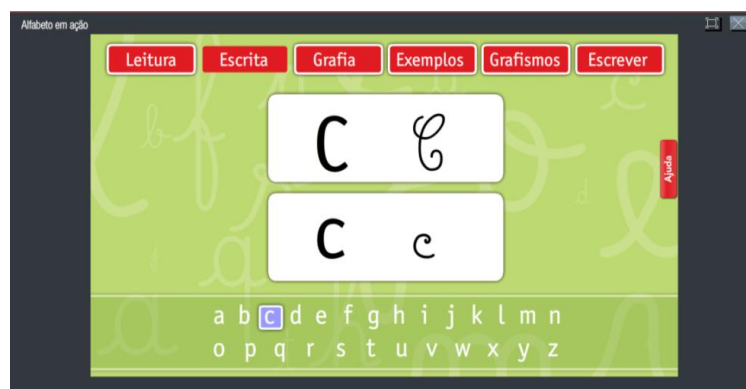 Alfabeto em ação
Leitura Escrita Grafia Exemplos Grafismos Escrever
C C
Ajuda
c c
a b c d e f g h i j k l m n
o p q r s t u v w x y z